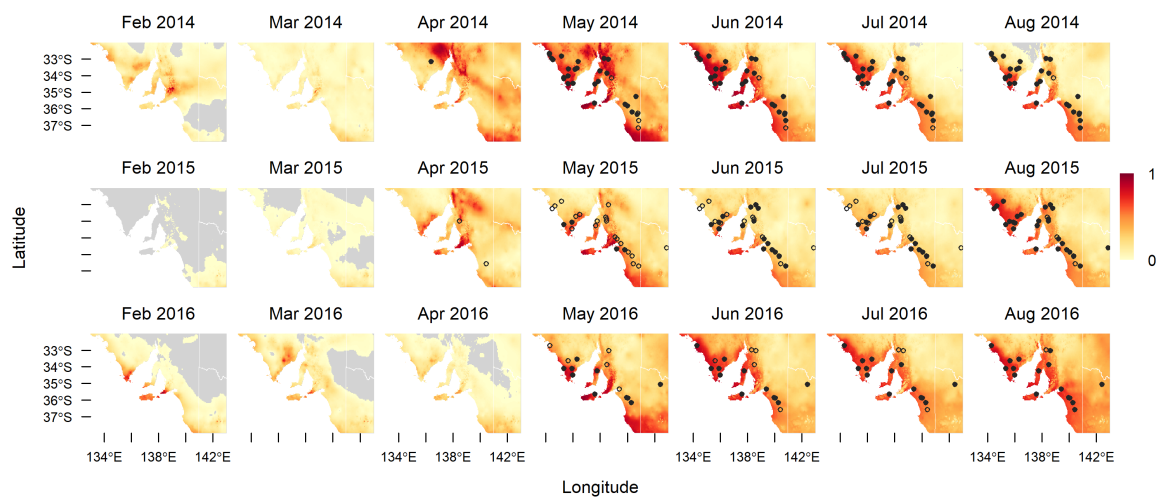 Feb 2014 Mar 2014 Apr 2014 May 2014 Jun 2014 Jul 2014 Aug 2014
33°S
34°S
35°S
36°S
37°S
Feb 2015 Mar 2015 Apr 2015 May 2015 Jun 2015 Jul 2015 Aug 2015
1
0
Latitude
Feb 2016 Mar 2016 Apr 2016 May 2016 Jun 2016 Jul 2016 Aug 2016
33°S
34°S
35°S
36°S
37°S
134°E 138°E 142°E 134°E 138°E 142°E 134°E 138°E 142°E 134°E 138°E 142°E
Longitude